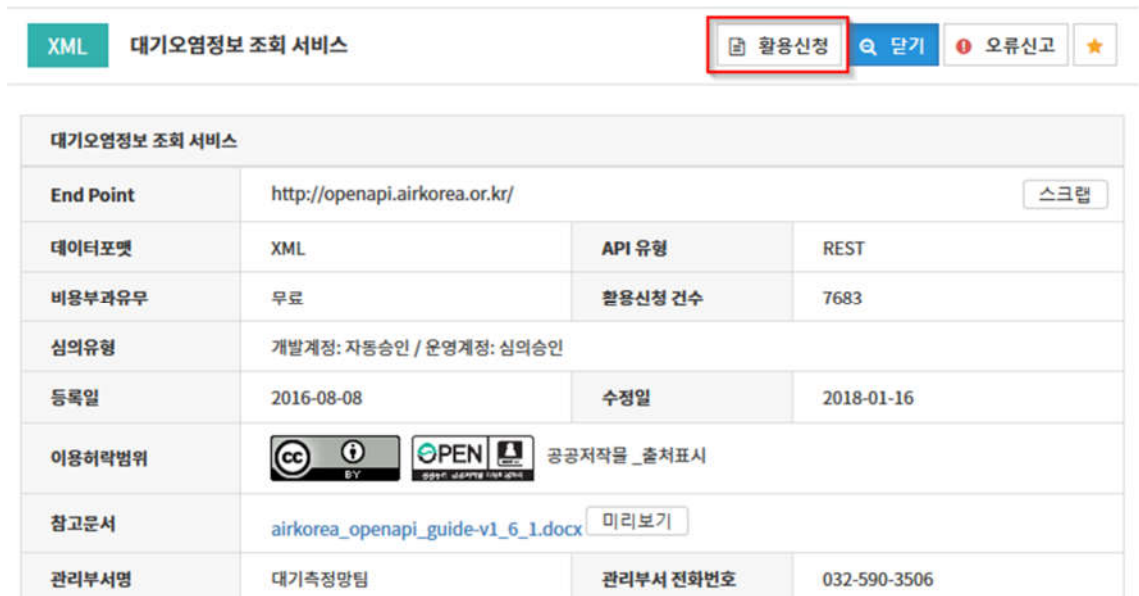 XML 대기오염정보 조회 서비스 활용신청 닫기 오류신고
대기오염정보 조회 서비스
End Point http://openapi.airkorea.or.kr/ 스크랩
데이터포맷 XML API 유형 REST
비용부과유무 무료 활용신청 건수 7683
심의유형 개발계정: 자동승인 / 운영계정: 심의승인
등록일 2016-08-08 수정일 2018-01-16
이용허락범위 cc BY OPEN 공공저작물_출처표시
참고문서 airkorea_openapi_guide-v1_6_1.docx 미리보기
관리부서명 대기측정망팀 관리부서 전화번호 032-590-3506